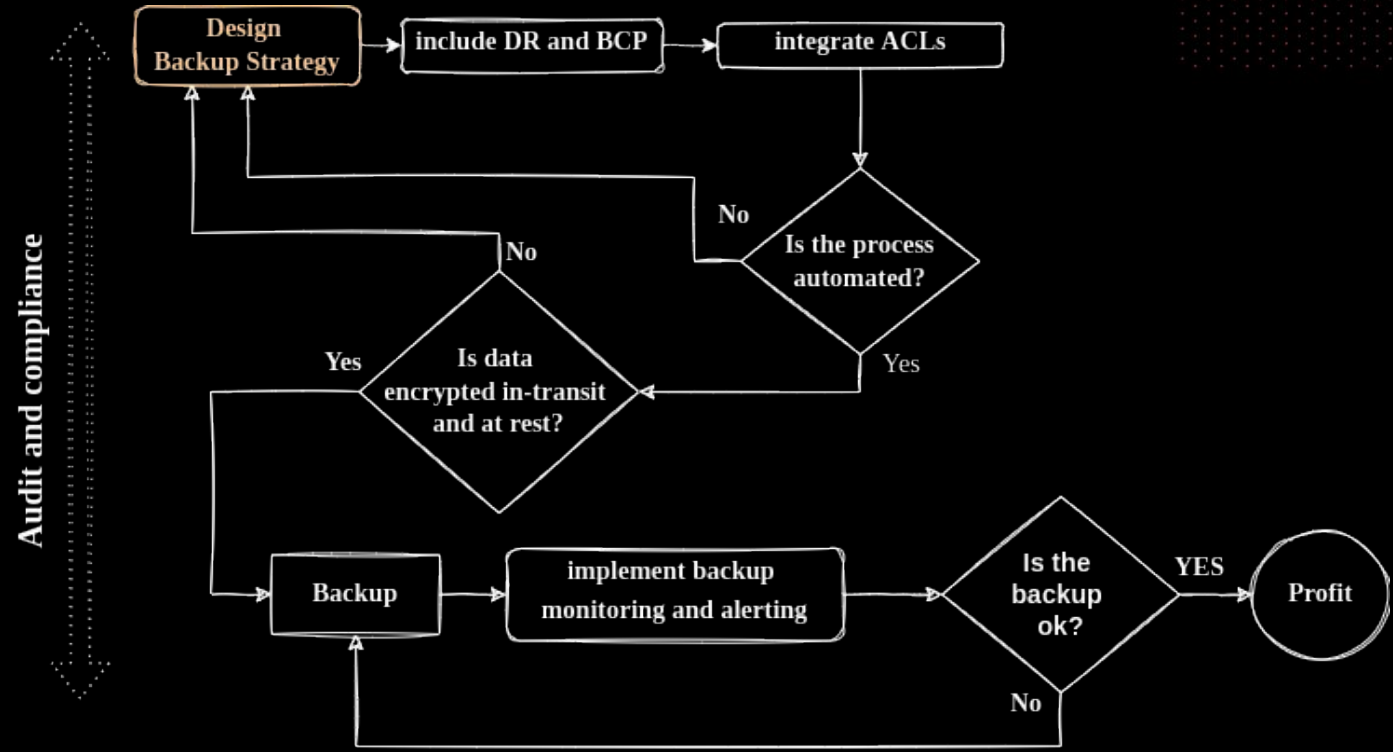 Design
Backup Strategy
include DR and BCP
integrate ACLs
No
Is the process
automated?
Yes
No
Is data
encrypted in-transit
and at rest?
Yes
Audit and compliance
Backup
implement backup
monitoring and alerting
Is the
backup
ok?
YES
Profit
No